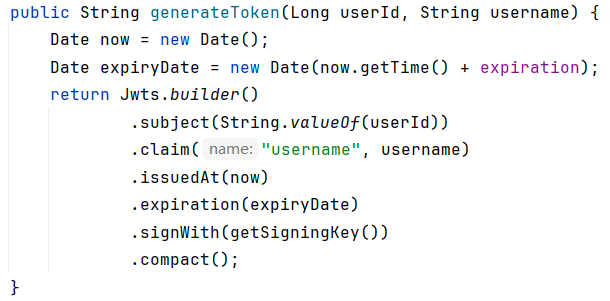 public String generateToken(Long userId, String username) {
    Date now = new Date();
    Date expiryDate = new Date(now.getTime() + expiration);
    return Jwts.builder()
            .subject(String.valueOf(userId))
            .claim( name: "username", username)
            .issuedAt(now)
            .expiration(expiryDate)
            .signWith(getSigningKey())
            .compact();
}